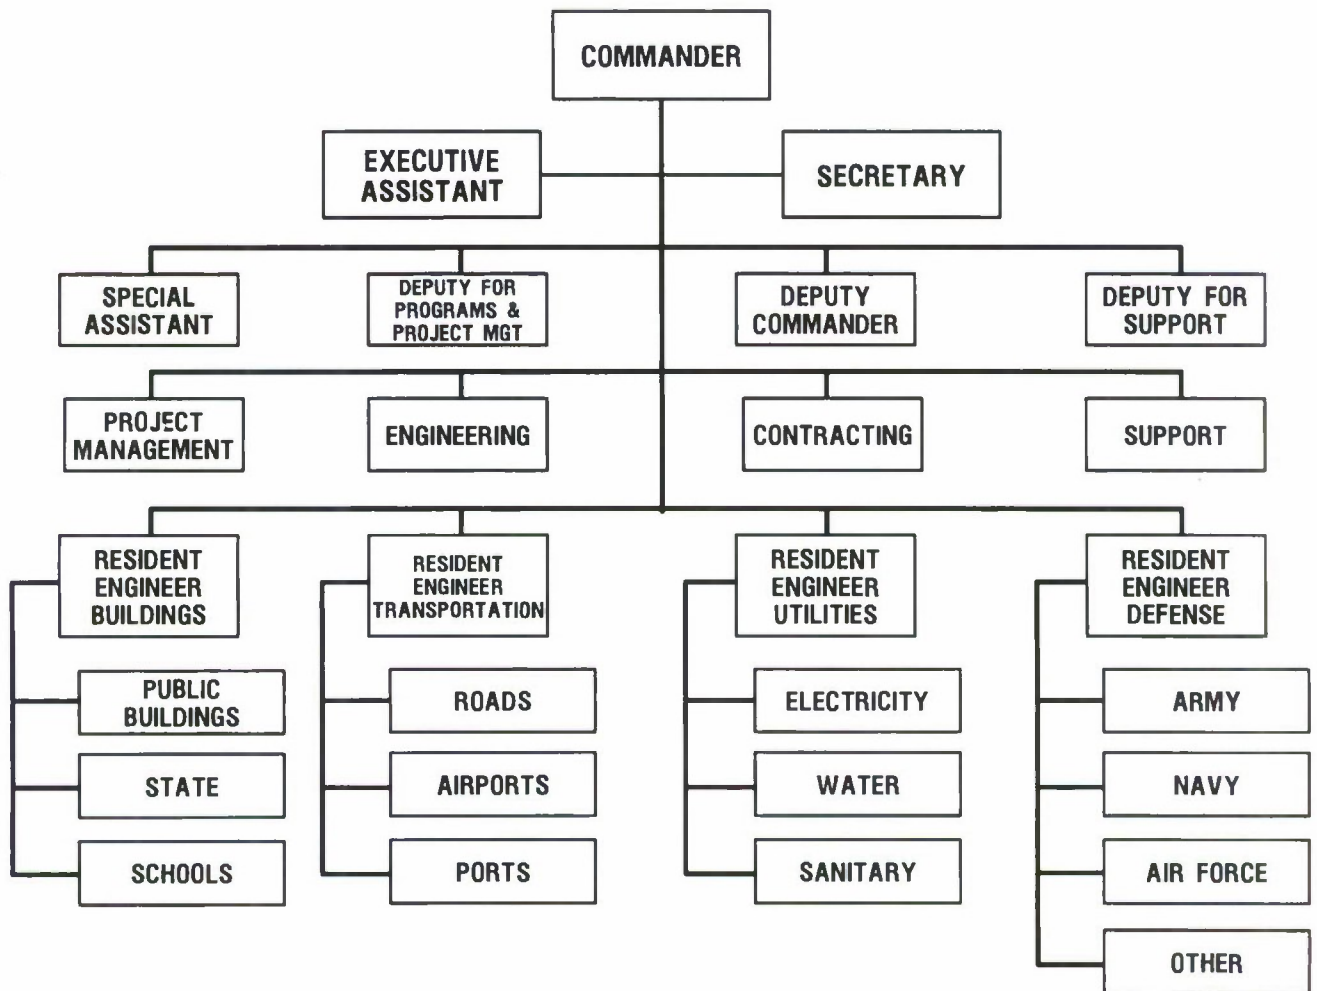 COMMANDER
EXECUTIVE
ASSISTANT
SECRETARY
SPECIAL
ASSISTANT
DEPUTY FOR
PROGRAMS &
PROJECT MGT
DEPUTY
COMMANDER
DEPUTY FOR
SUPPORT
PROJECT
MANAGEMENT
ENGINEERING
CONTRACTING
SUPPORT
RESIDENT
ENGINEER
BUILDINGS
RESIDENT
ENGINEER
TRANSPORTATION
RESIDENT
ENGINEER
UTILITIES
RESIDENT
ENGINEER
DEFENSE
PUBLIC
BUILDINGS
STATE
SCHOOLS
ROADS
AIRPORTS
PORTS
ELECTRICITY
WATER
SANITARY
ARMY
NAVY
AIR FORCE
OTHER